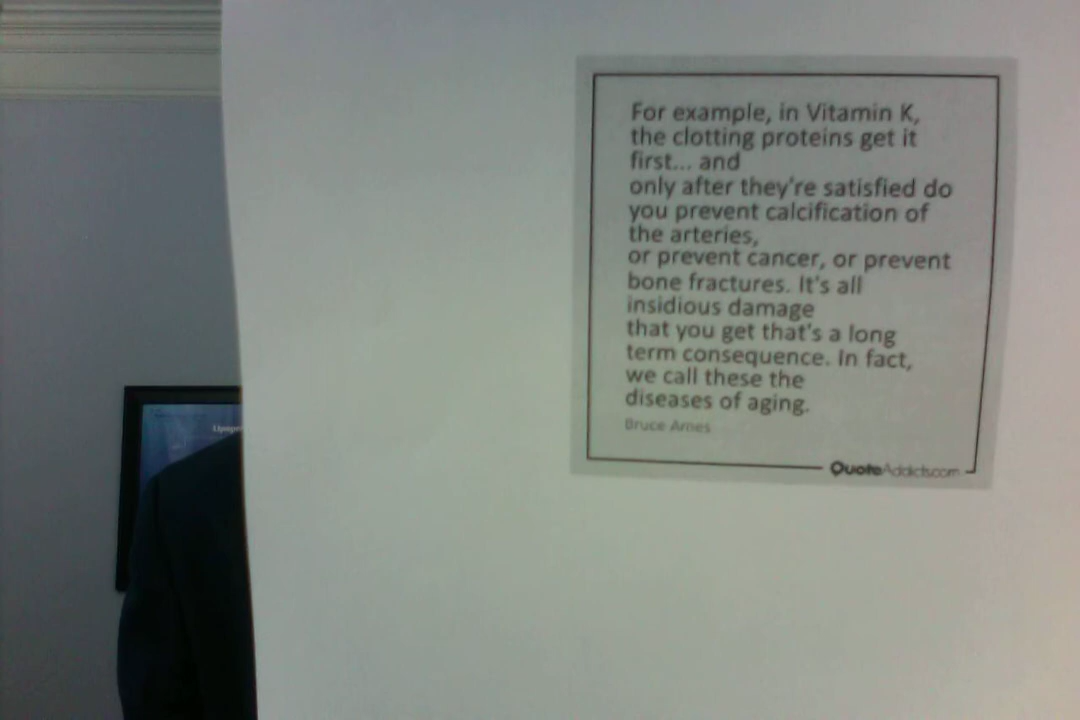 For example, in Vitamin K,
the clotting proteins get it
first... and
only after they're satisfied do
you prevent calcification of
the arteries,
or prevent cancer, or prevent
bone fractures. It's all
insidious damage
that you get that's a long
term consequence. In fact,
we call these the
diseases of aging.
Bruce Ames
QuoteAddicts.com